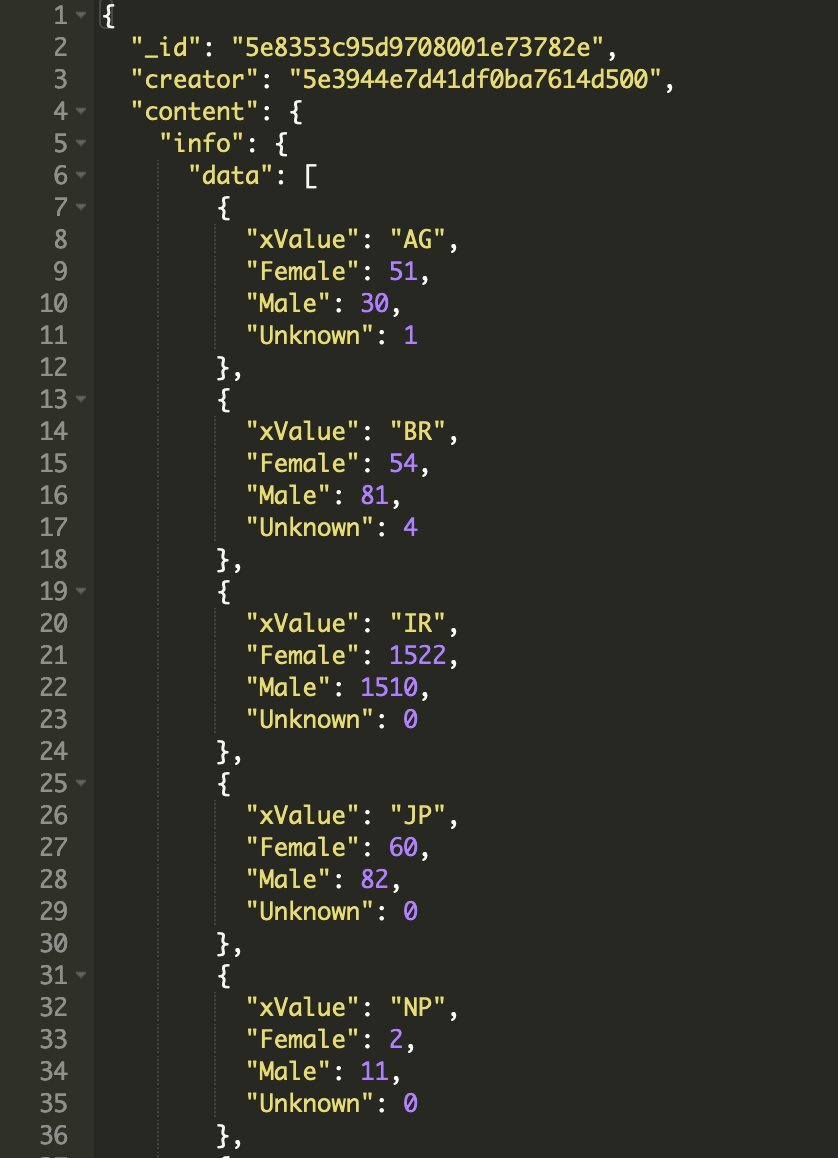 1 {
2 "_id": "5e8353c95d9708001e73782e",
3 "creator": "5e3944e7d41df0ba7614d500",
4 "content": {
5 "info": {
6 "data": [
7 {
8 "xValue": "AG",
9 "Female": 51,
10 "Male": 30,
11 "Unknown": 1
12 },
13 {
14 "xValue": "BR",
15 "Female": 54,
16 "Male": 81,
17 "Unknown": 4
18 },
19 {
20 "xValue": "IR",
21 "Female": 1522,
22 "Male": 1510,
23 "Unknown": 0
24 },
25 {
26 "xValue": "JP",
27 "Female": 60,
28 "Male": 82,
29 "Unknown": 0
30 },
31 {
32 "xValue": "NP",
33 "Female": 2,
34 "Male": 11,
35 "Unknown": 0
36 },